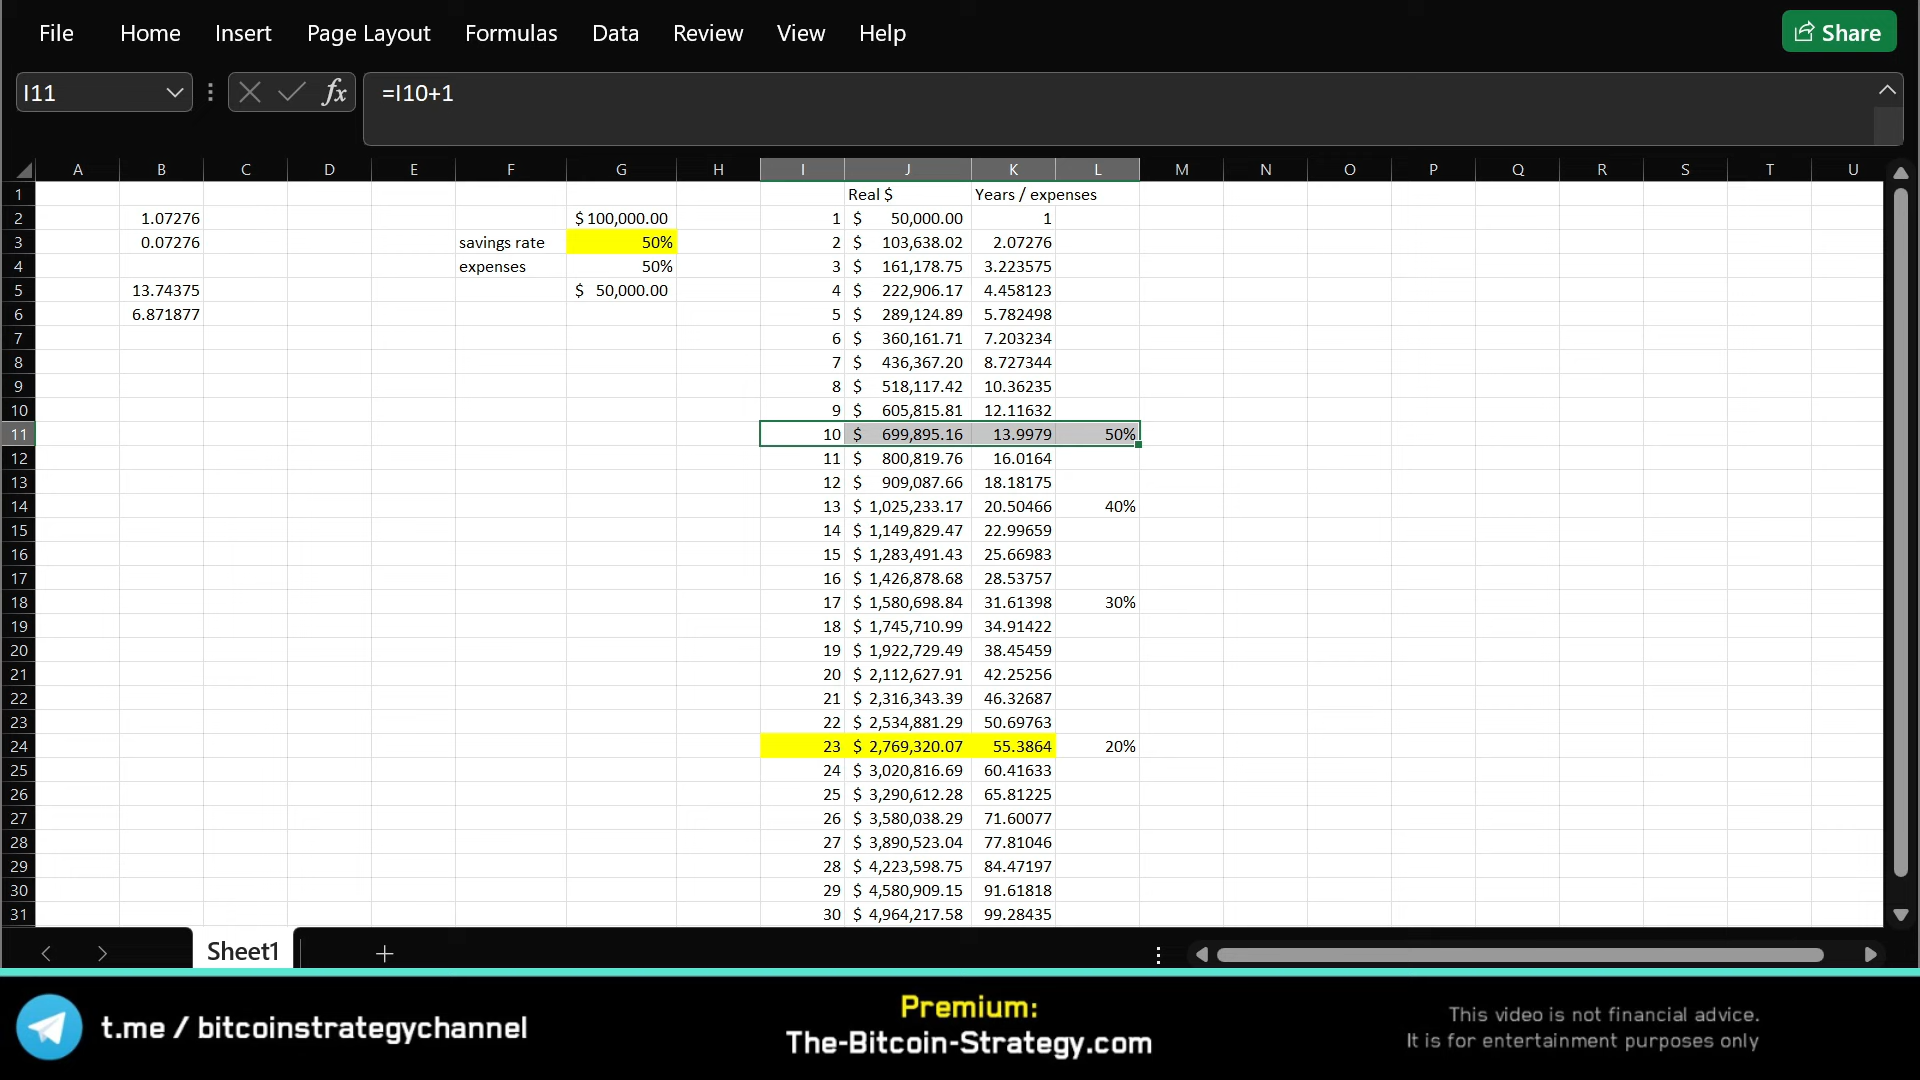 File Home Insert Page Layout Formulas Data Review View Help Share
I11 fx =I10+1
A B C D E F G H I J K L M N O P Q R S T U
1 Real $ Years / expenses
2 1.07276 $ 100,000.00 1 $ 50,000.00 1
3 0.07276 savings rate 50% 2 $ 103,638.02 2.07276
4 expenses 50% 3 $ 161,178.75 3.223575
5 13.74375 $ 50,000.00 4 $ 222,906.17 4.458123
6 6.871877 5 $ 289,124.89 5.782498
7 6 $ 360,161.71 7.203234
8 7 $ 436,367.20 8.727344
9 8 $ 518,117.42 10.36235
10 9 $ 605,815.81 12.11632
11 10 $ 699,895.16 13.9979 50%
12 11 $ 800,819.76 16.0164
13 12 $ 909,087.66 18.18175
14 13 $ 1,025,233.17 20.50466 40%
15 14 $ 1,149,829.47 22.99659
16 15 $ 1,283,491.43 25.66983
17 16 $ 1,426,878.68 28.53757
18 17 $ 1,580,698.84 31.61398 30%
19 18 $ 1,745,710.99 34.91422
20 19 $ 1,922,729.49 38.45459
21 20 $ 2,112,627.91 42.25256
22 21 $ 2,316,343.39 46.32687
23 22 $ 2,534,881.29 50.69763
24 23 $ 2,769,320.07 55.3864 20%
25 24 $ 3,020,816.69 60.41633
26 25 $ 3,290,612.28 65.81225
27 26 $ 3,580,038.29 71.60077
28 27 $ 3,890,523.04 77.81046
29 28 $ 4,223,598.75 84.47197
30 29 $ 4,580,909.15 91.61818
31 30 $ 4,964,217.58 99.28435
Sheet1
t.me / bitcoinstrategychannel
Premium:
The-Bitcoin-Strategy.com
This video is not financial advice.
It is for entertainment purposes only